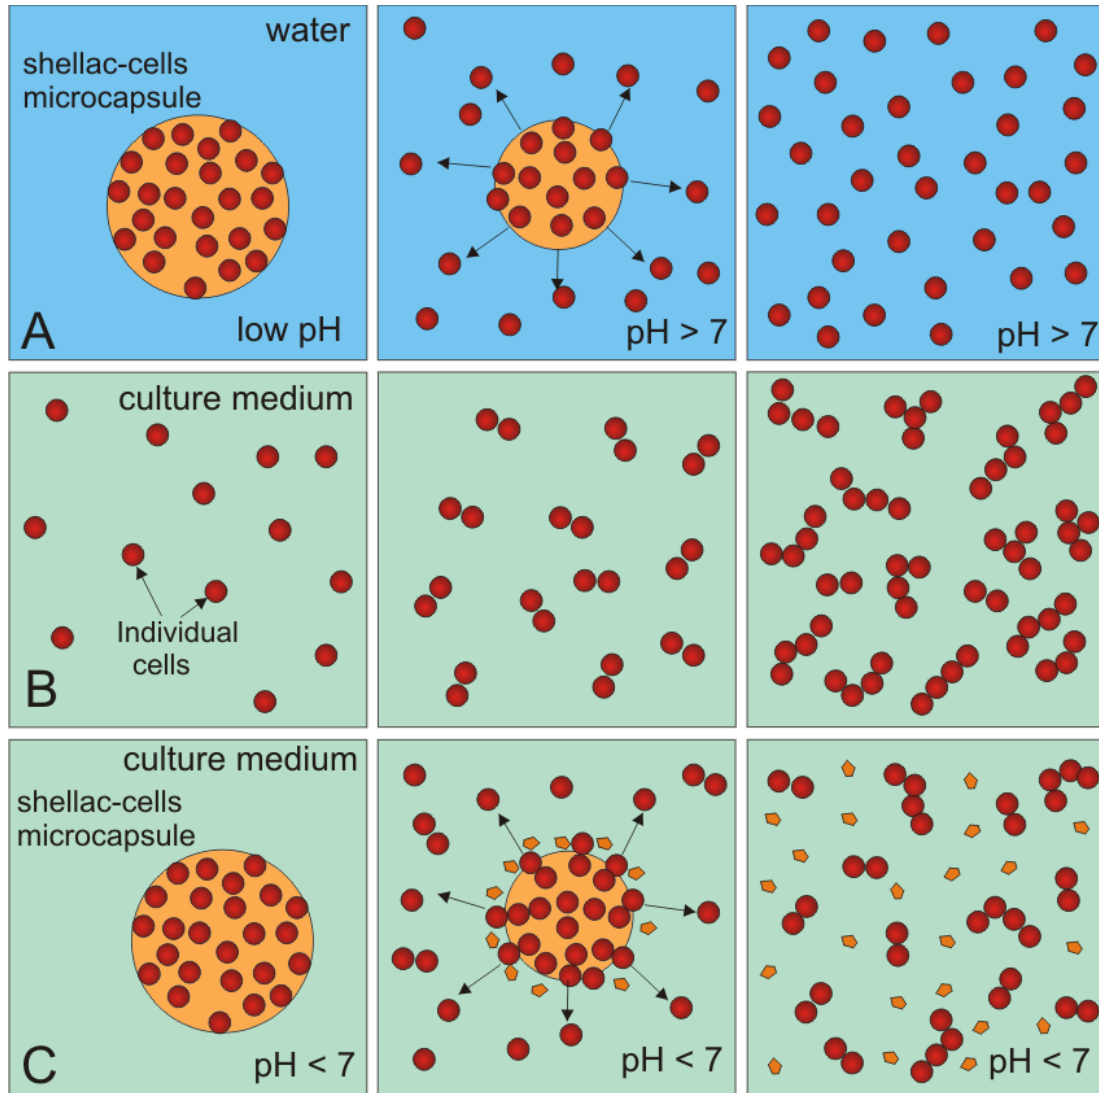 water
shellac-cells
microcapsule
A
low pH
pH > 7
pH > 7
culture medium
Individual
cells
B
culture medium
shellac-cells
microcapsule
C
pH < 7
pH < 7
pH < 7